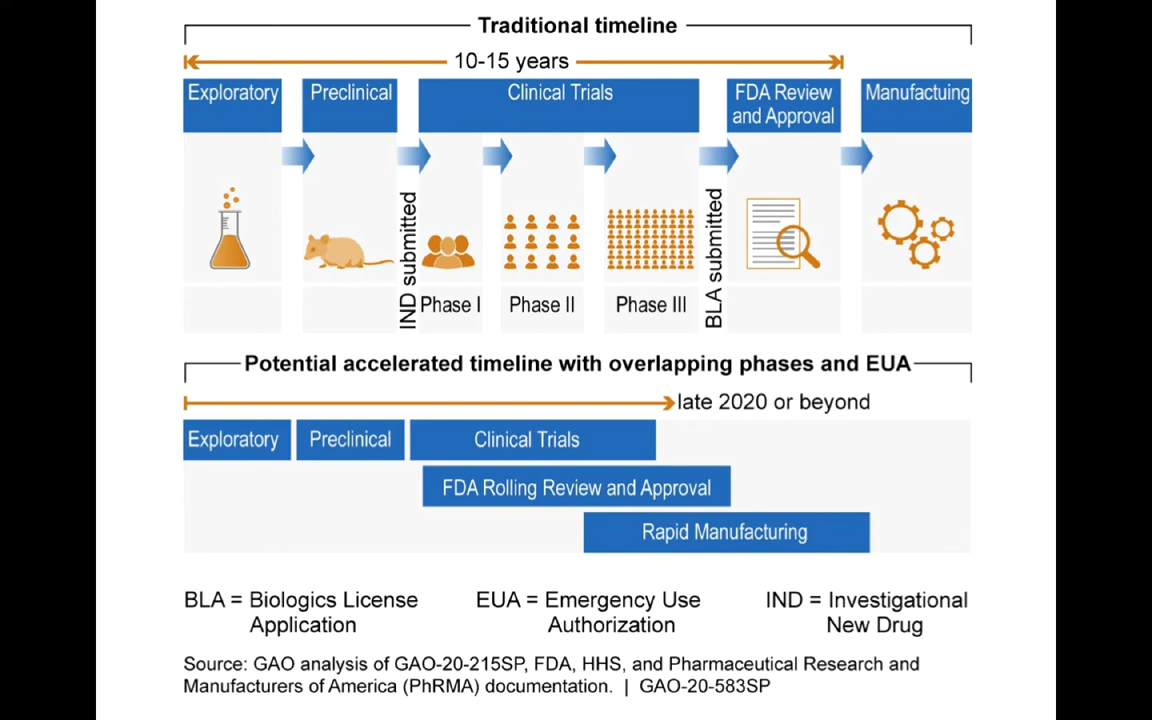 Traditional timeline
10-15 years
Exploratory
Preclinical
Clinical Trials
FDA Review
and Approval
Manufactuing
IND submitted
BLA submitted
Phase I
Phase II
Phase III
Potential accelerated timeline with overlapping phases and EUA
late 2020 or beyond
Exploratory
Preclinical
Clinical Trials
FDA Rolling Review and Approval
Rapid Manufacturing
BLA = Biologics License
Application
EUA = Emergency Use
Authorization
IND = Investigational
New Drug
Source: GAO analysis of GAO-20-215SP, FDA, HHS, and Pharmaceutical Research and
Manufacturers of America (PhRMA) documentation. | GAO-20-583SP